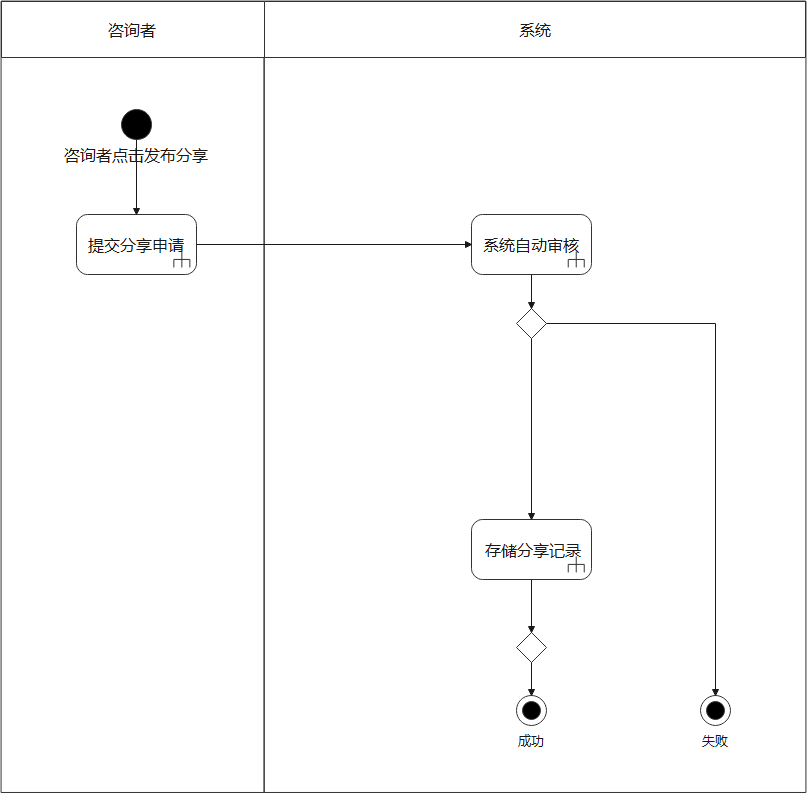 咨询者
系统
咨询者点击发布分享
提交分享申请
系统自动审核
存储分享记录
成功
失败